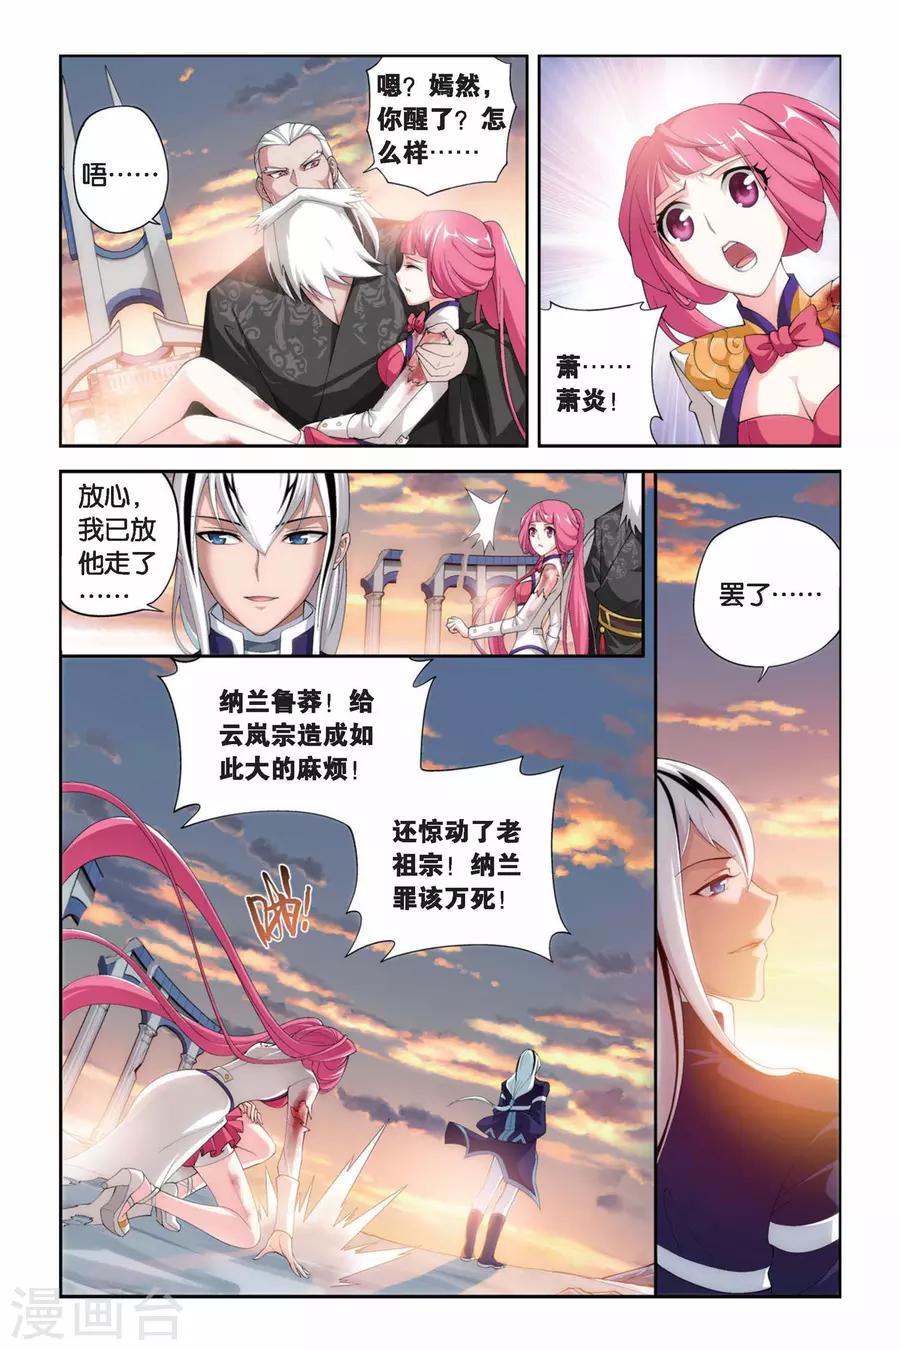 唔……
嗯？嫣然，
你醒了？怎
么样……
萧……
萧炎！
放心，
我已放
他走了
……
罢了……
纳兰鲁莽！给
云岚宗造成如
此大的麻烦！
还惊动了老
祖宗！纳兰
罪该万死！
啪！
漫画台